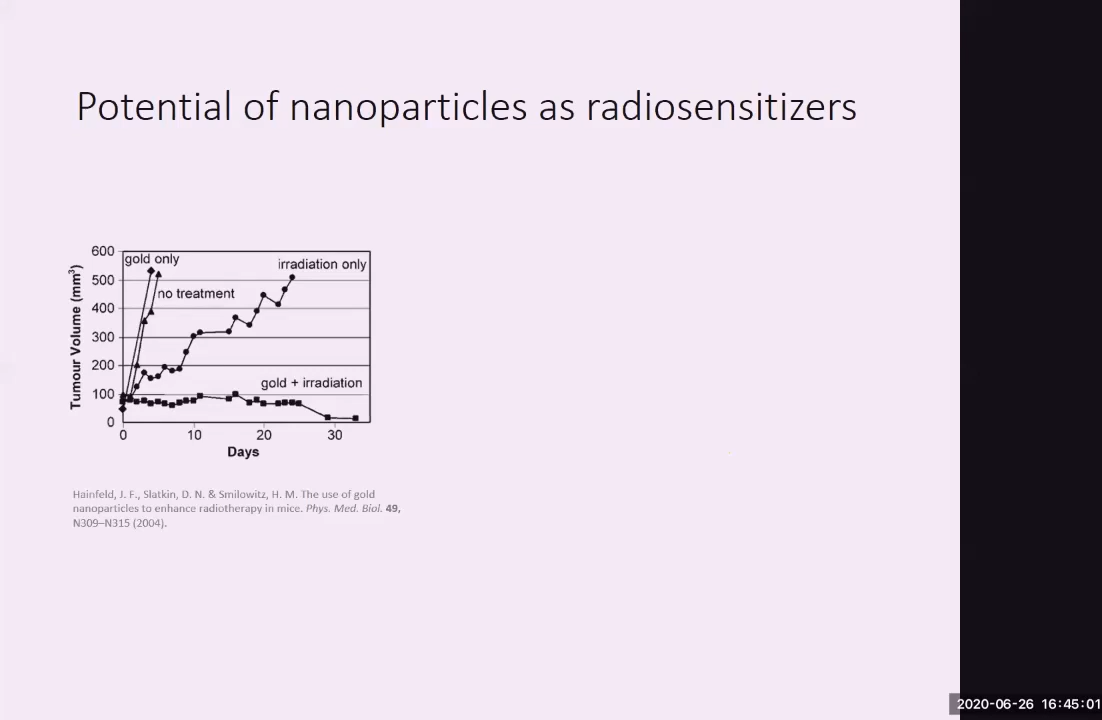 Potential of nanoparticles as radiosensitizers
600
500
400
300
200
100
0
Tumour Volume (mm³)
gold only
irradiation only
no treatment
gold + irradiation
0 10 20 30
Days
Hainfeld, J. F., Slatkin, D. N. & Smilowitz, H. M. The use of gold
nanoparticles to enhance radiotherapy in mice. Phys. Med. Biol. 49,
N309–N315 (2004).
2020-06-26 16:45:01